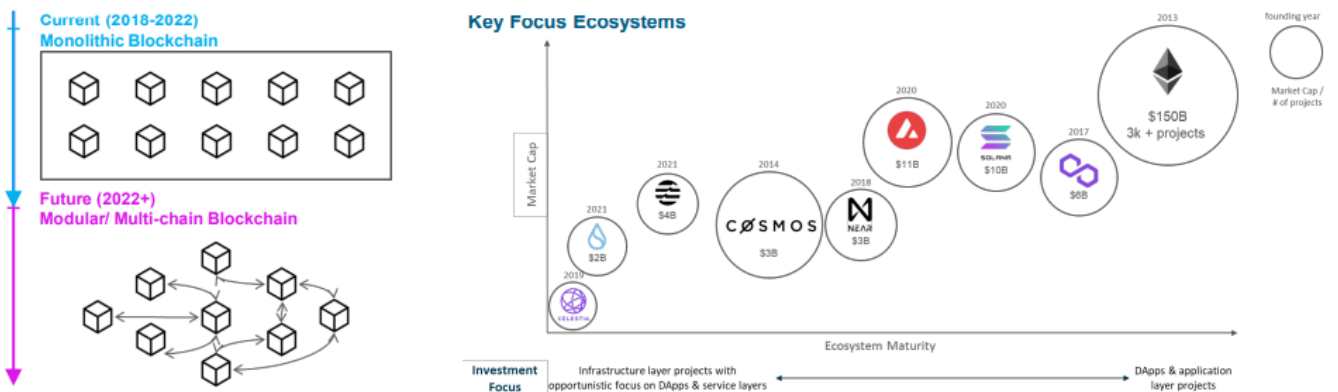 Current (2018-2022)
Monolithic Blockchain
Future (2022+)
Modular/ Multi-chain Blockchain
Key Focus Ecosystems
founding year
Market Cap /
# of projects
Market Cap
2019
CELESTIA
2021
$2B
2021
$4B
2014
COSMOS
$3B
2018
NEAR
$3B
2020
$11B
2020
SOLANA
$10B
2017
$6B
2013
$150B
3k + projects
Ecosystem Maturity
Investment
Focus
Infrastructure layer projects with
opportunistic focus on DApps & service layers
DApps & application
layer projects